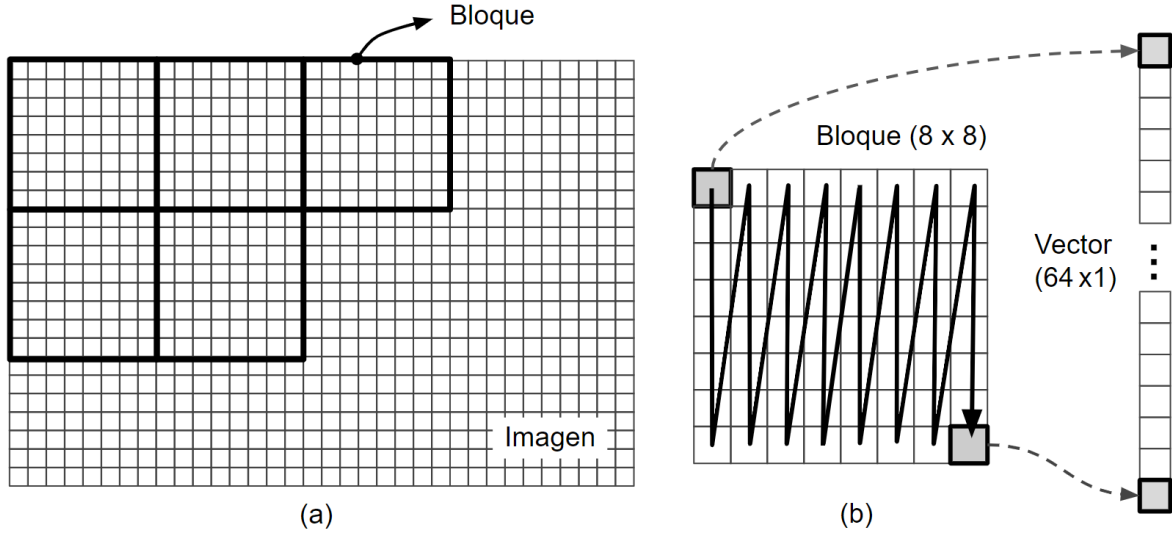 Bloque
Imagen
(a)
Bloque (8 x 8)
Vector
(64 x1)
(b)